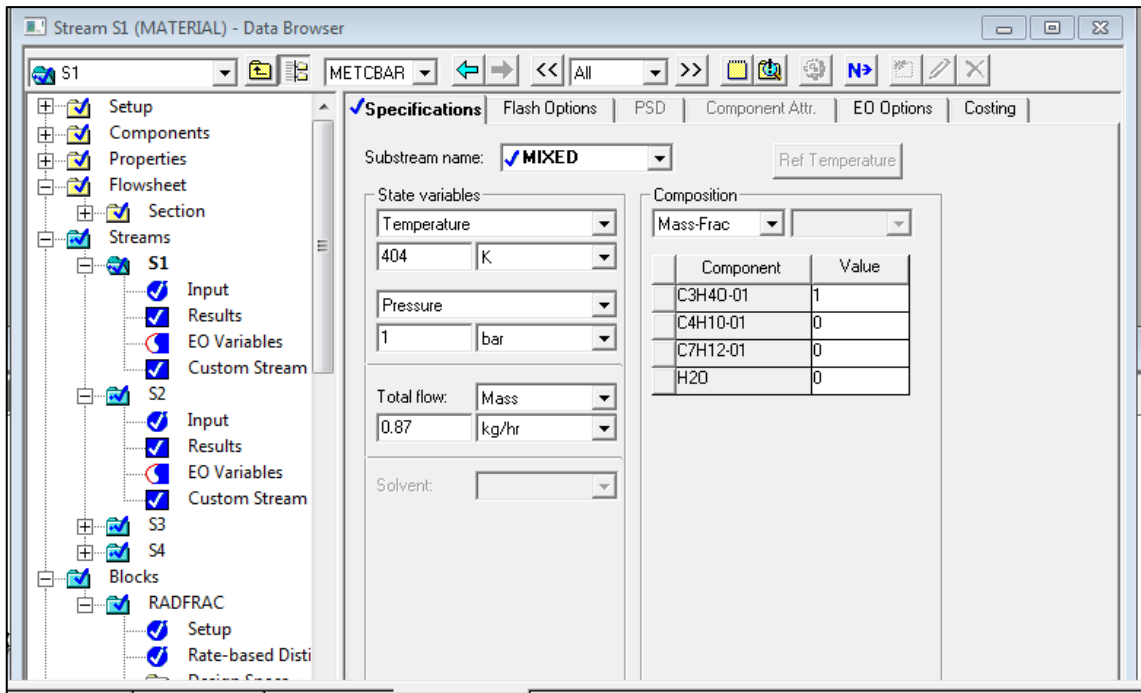 Stream S1 (MATERIAL) - Data Browser
S1 METCBAR << All >> N
Setup
Components
Properties
Flowsheet
Section
Streams
S1
Input
Results
EO Variables
Custom Stream
S2
Input
Results
EO Variables
Custom Stream
S3
S4
Blocks
RADFRAC
Setup
Rate-based Disti
Specifications Flash Options PSD Component Attr. EO Options Costing
Substream name: MIXED Ref Temperature
State variables
Temperature
404 K
Pressure
1 bar
Total flow: Mass
0.87 kg/hr
Solvent:
Composition
Mass-Frac
Component Value
C3H4O-01 1
C4H10-01 0
C7H12-01 0
H2O 0